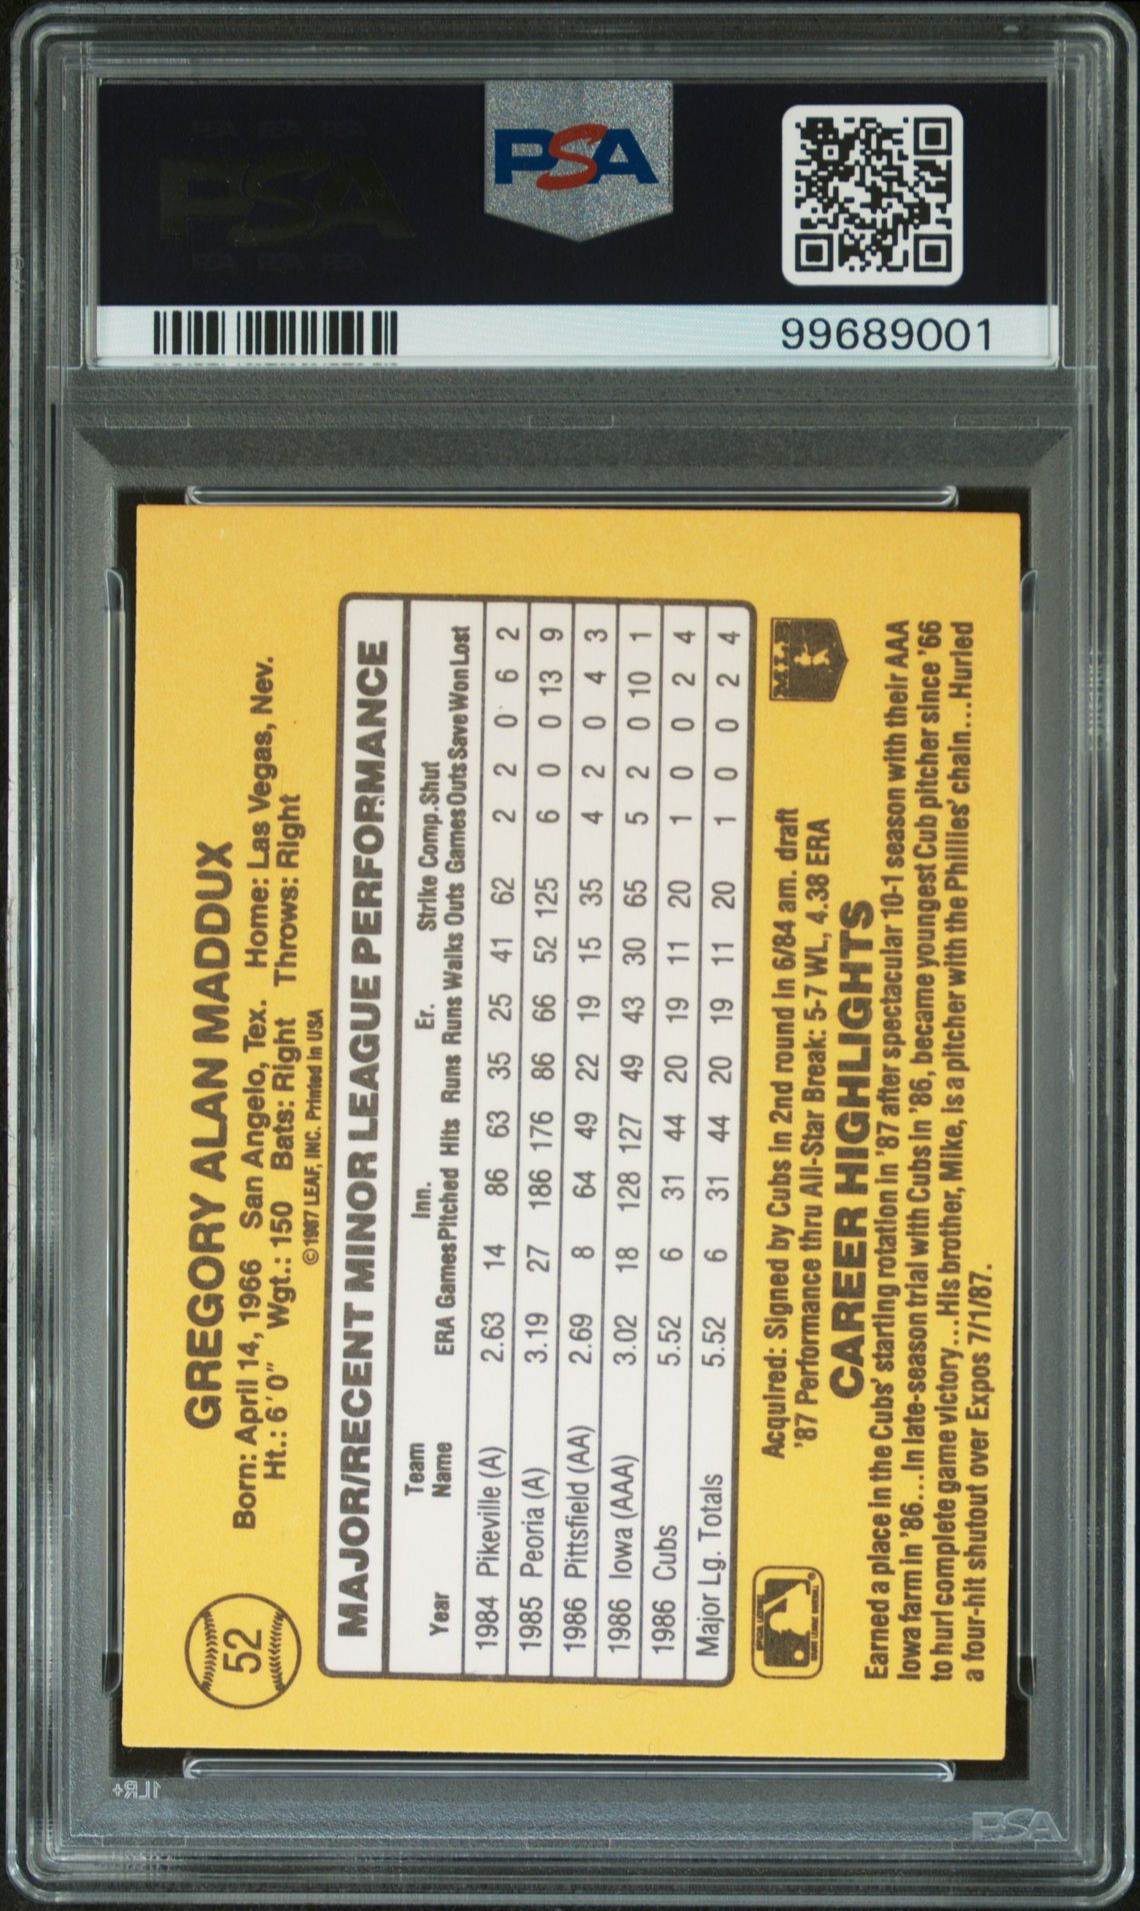 PSA
99689001
52
GREGORY ALAN MADDUX
Born: April 14, 1966 San Angelo, Tex. Home: Las Vegas, Nev.
Ht.: 6'0" Wgt.: 150 Bats: Right Throws: Right
© 1987 LEAF, INC. Printed in USA
MAJOR/RECENT MINOR LEAGUE PERFORMANCE
Team Inn. Er. Strike Comp. Shut
Year Name ERA Games Pitched Hits Runs Runs Walks Outs Games Outs Save Won Lost
1984 Pikeville (A) 2.63 14 86 63 35 25 41 62 2 2 0 6 2
1985 Peoria (A) 3.19 27 186 176 86 66 52 125 6 0 0 13 9
1986 Pittsfield (AA) 2.69 8 64 49 22 19 15 35 4 2 0 4 3
1986 Iowa (AAA) 3.02 18 128 127 49 43 30 65 5 2 0 10 1
1986 Cubs 5.52 6 31 44 20 19 11 20 1 0 0 2 4
Major Lg. Totals 5.52 6 31 44 20 19 11 20 1 0 0 2 4
Acquired: Signed by Cubs in 2nd round in 6/84 am. draft
'87 Performance thru All-Star Break: 5-7 WL, 4.38 ERA
MLB
CAREER HIGHLIGHTS
Earned a place in the Cubs' starting rotation in '87 after spectacular 10-1 season with their AAA
Iowa farm in '86...In late-season trial with Cubs in '86, became youngest Cub pitcher since '66
to hurl complete game victory...His brother, Mike, is a pitcher with the Phillies' chain...Hurled
a four-hit shutout over Expos 7/1/87.
1LR+
PSA